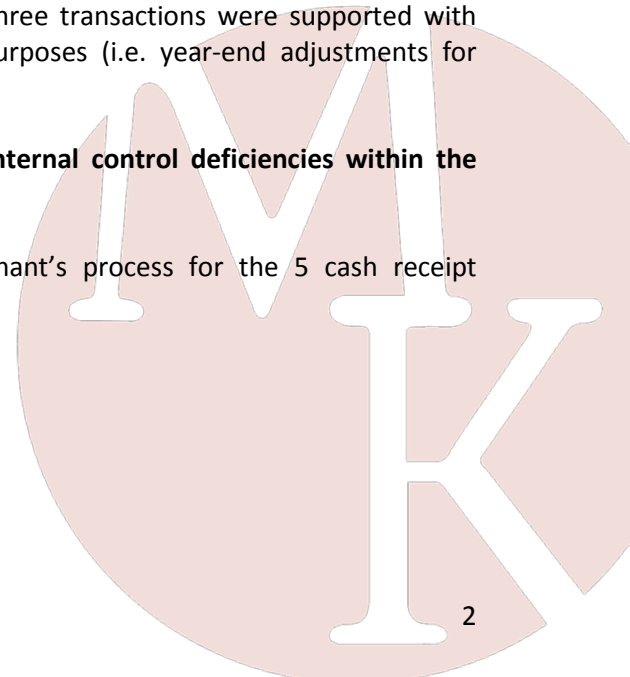 hree transactions were supported with
urposes (i.e. year-end adjustments for
nternal control deficiencies within the
nant's process for the 5 cash receipt
MK
2